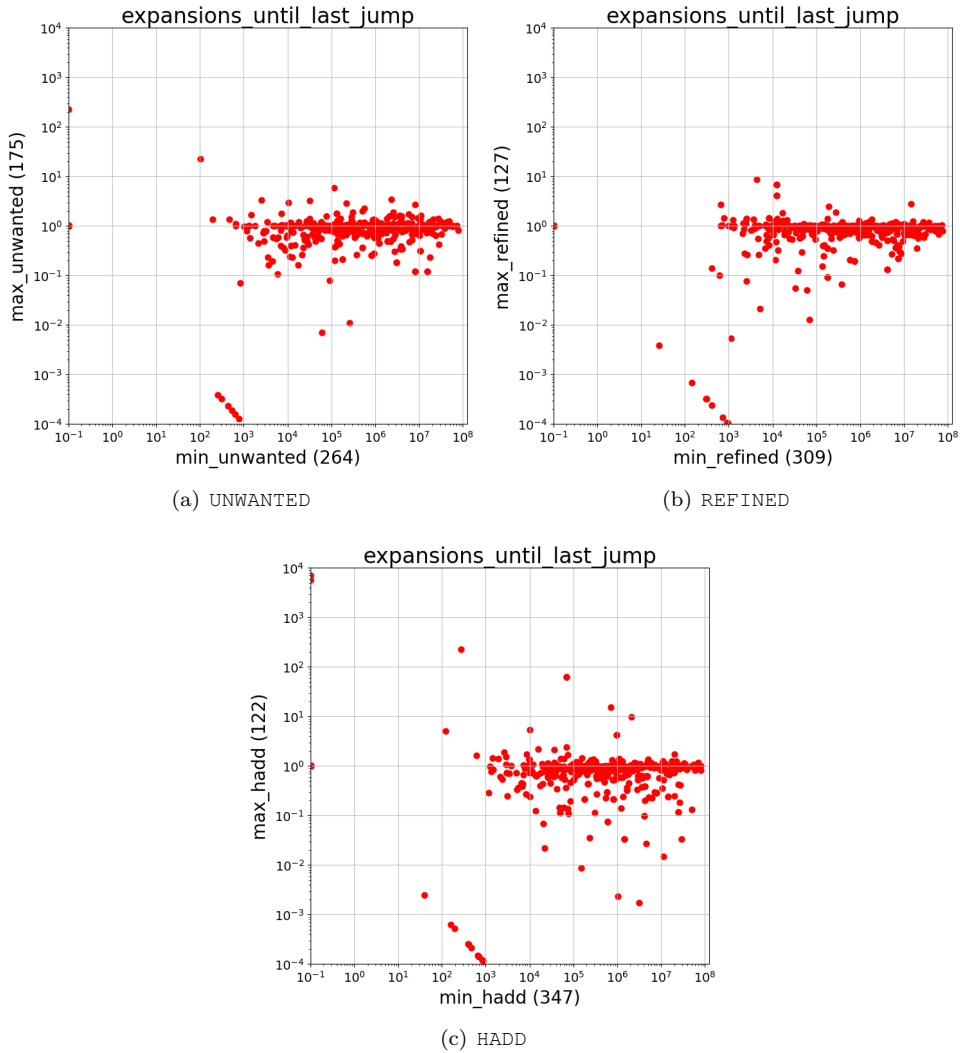 expansions_until_last_jump
expansions_until_last_jump
max_unwanted (175)
10^4
10^3
10^2
10^1
10^0
10^-1
10^-2
10^-3
10^-4
10^-1 10^0 10^1 10^2 10^3 10^4 10^5 10^6 10^7 10^8
min_unwanted (264)
(a) UNWANTED
max_refined (127)
10^4
10^3
10^2
10^1
10^0
10^-1
10^-2
10^-3
10^-4
10^-1 10^0 10^1 10^2 10^3 10^4 10^5 10^6 10^7 10^8
min_refined (309)
(b) REFINED
expansions_until_last_jump
max_hadd (122)
10^4
10^3
10^2
10^1
10^0
10^-1
10^-2
10^-3
10^-4
10^-1 10^0 10^1 10^2 10^3 10^4 10^5 10^6 10^7 10^8
min_hadd (347)
(c) HADD